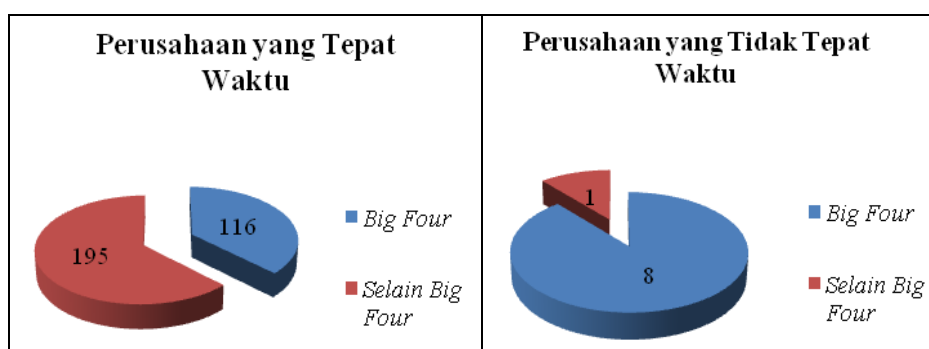 Perusahaan yang Tepat
Waktu
116
195
Big Four
Selain Big
Four
Perusahaan yang Tidak Tepat
Waktu
1
8
Big Four
Selain Big
Four